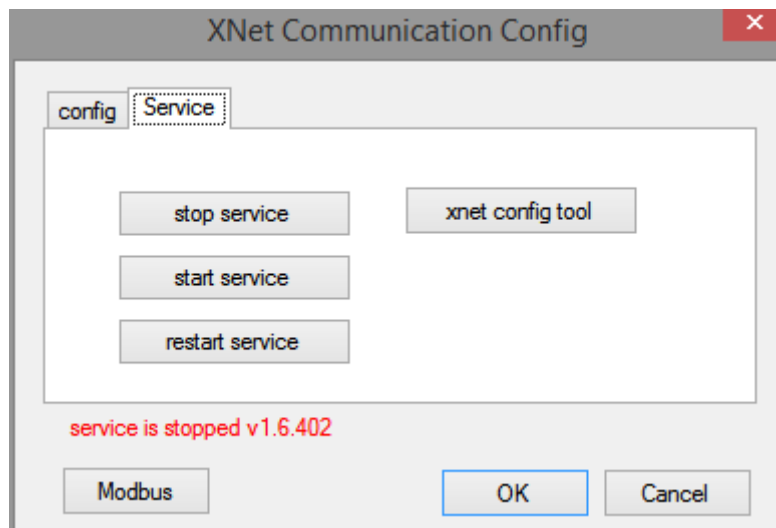 XNet Communication Config
config
Service
stop service
xnet config tool
start service
restart service
service is stopped v1.6.402
Modbus
OK
Cancel